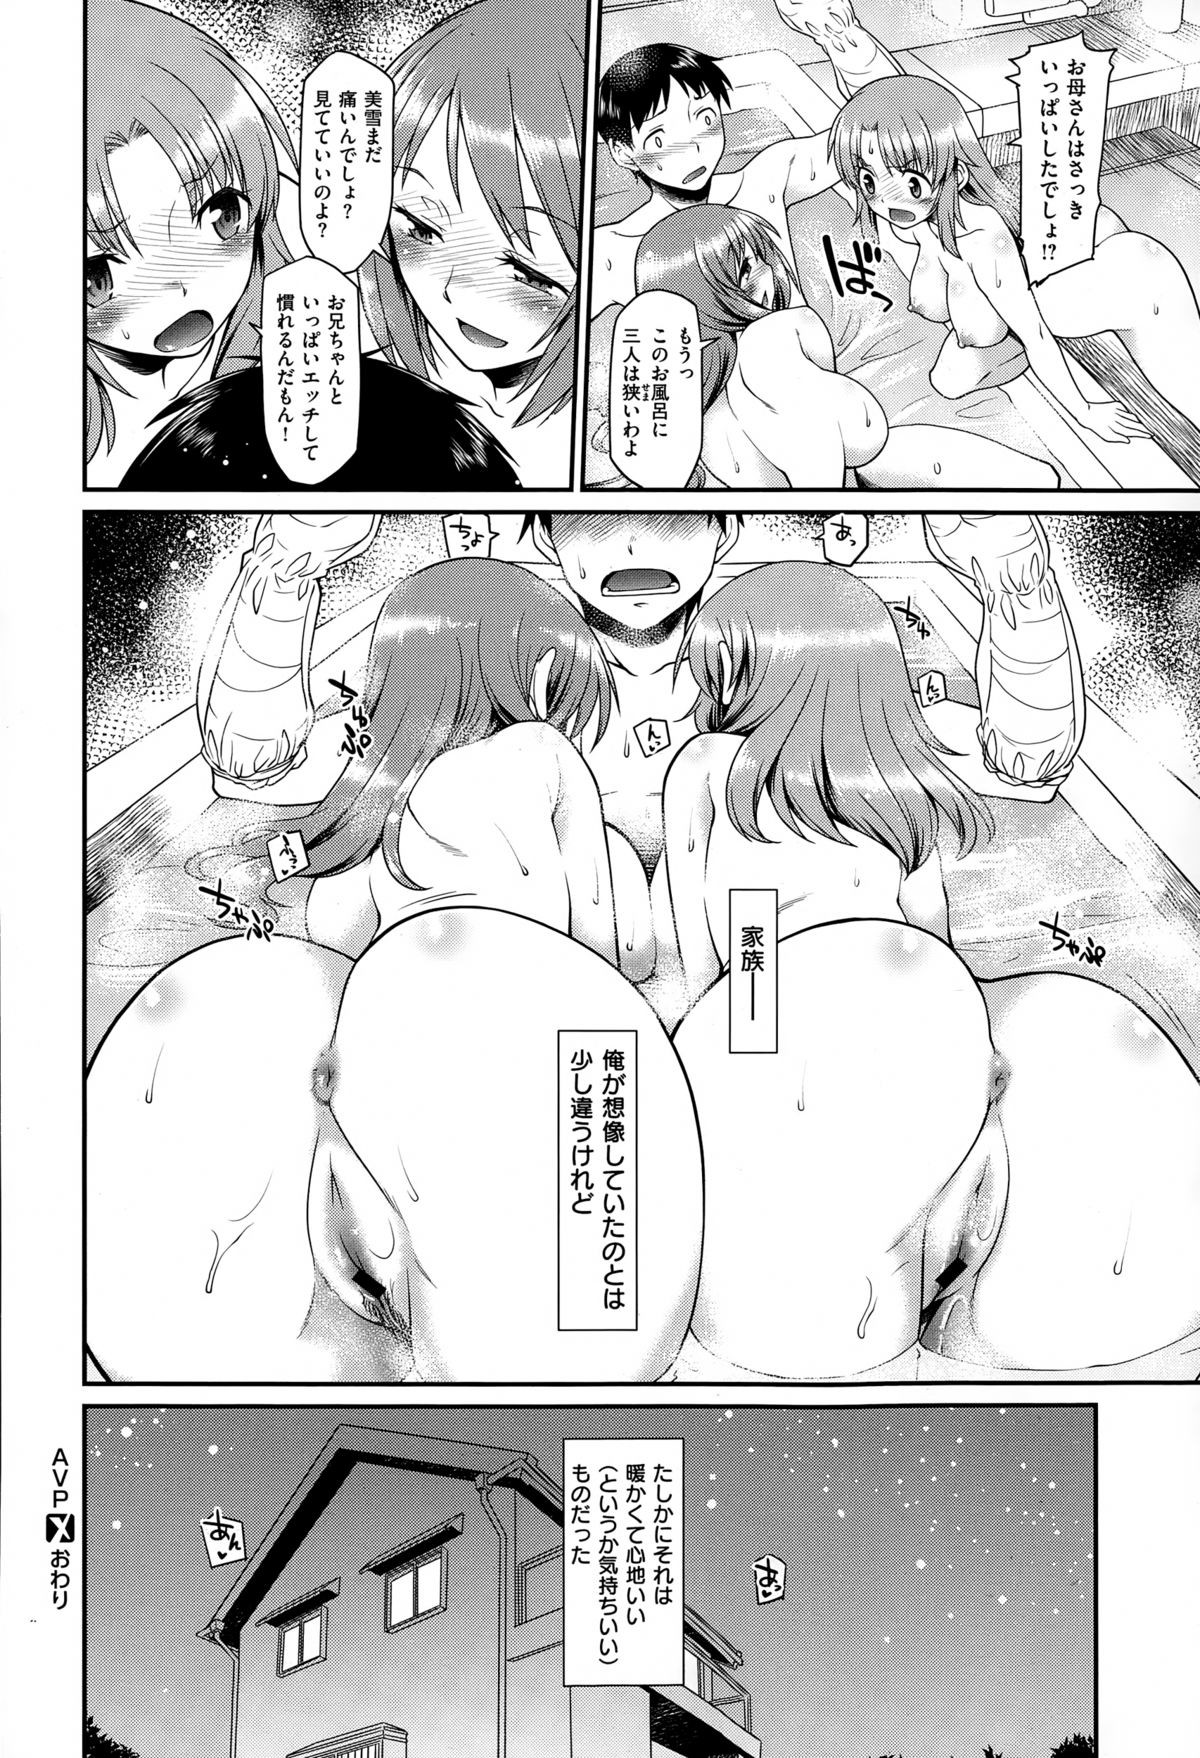 お母さんはさっき
いっぱいしたでしょ!?
ばっ
もうっ
このお風呂に
三人は狭いわよ
せま
美雪まだ
痛いんでしょ?
見てていいのよ?
お兄ちゃんと
いっぱいエッチして
慣れるんだもん!
あっ
ちょっ
ちゅ
んっ
んっ
ちゃぷ
ちゃぷ
ちゃぷ
家族――
俺が想像していたのとは
少し違うけれど
たしかにそれは
暖かくて心地いい
(というか気持ちいい)
ものだった
あっ♥
あん♥
AVP X おわり